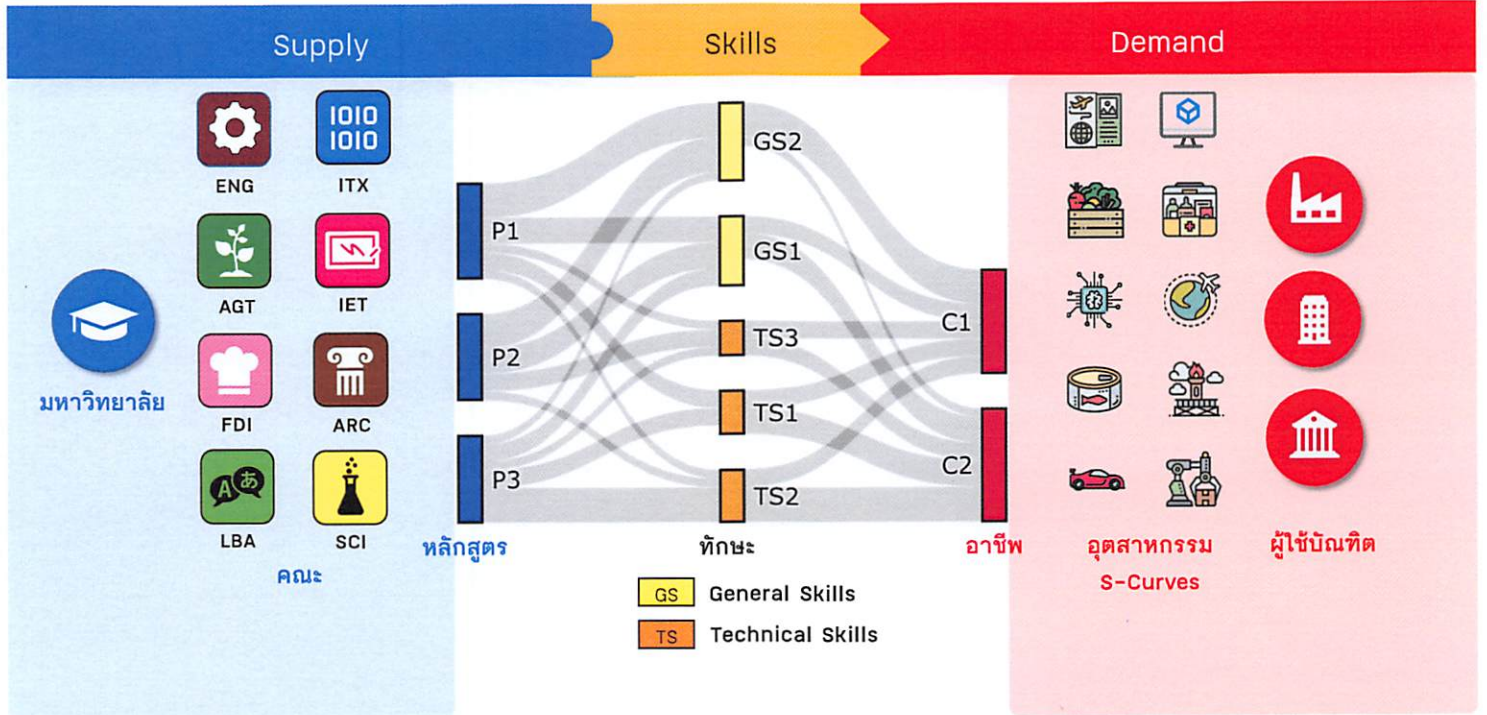 Supply
Skills
Demand
1010
1010
ENG
ITX
AGT
IET
FDI
ARC
A あ
LBA
SCI
มหาวิทยาลัย
คณะ
P1
P2
P3
หลักสูตร
GS2
GS1
TS3
TS1
TS2
ทักษะ
GS General Skills
TS Technical Skills
C1
C2
อาชีพ
อุตสาหกรรม
S-Curves
ผู้ใช้บัณฑิต